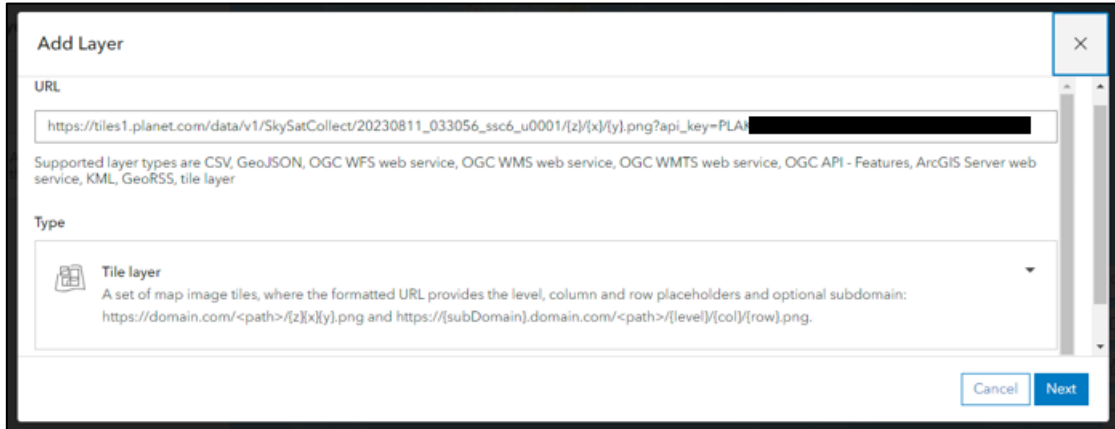 Add Layer
URL
https://tiles1.planet.com/data/v1/SkySatCollect/20230811_033056_ssc6_u0001/{z}/{x}/{y}.png?api_key=PLAK
Supported layer types are CSV, GeoJSON, OGC WFS web service, OGC WMS web service, OGC WMTS web service, OGC API - Features, ArcGIS Server web
service, KML, GeoRSS, tile layer
Type
Tile layer
A set of map image tiles, where the formatted URL provides the level, column and row placeholders and optional subdomain:
https://domain.com/<path>/{z}{x}{y}.png and https://{subDomain}.domain.com/<path>/{level}/{col}/{row}.png.
Cancel
Next